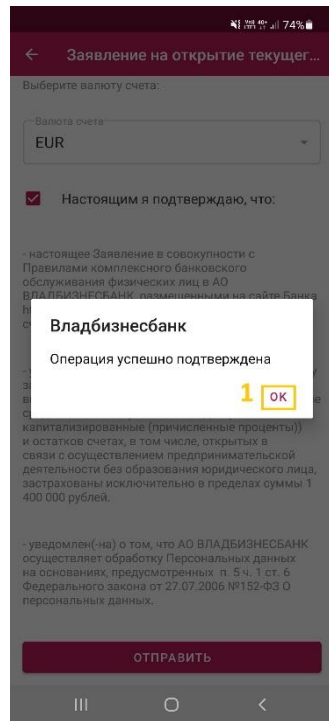 74%
Заявление на открытие текущег...
Выберите валюту счета:
Валюта счета
EUR
Настоящим я подтверждаю, что:
- настоящее Заявление в совокупности с
Правилами комплексного банковского
обслуживания физических лиц в АО
ВЛАДБИЗНЕСБАНК, размещенными на сайте Банка
Владбизнесбанк
Операция успешно подтверждена
1 ОК
капитализированные (причисленные проценты))
и остатков счетах, в том числе, открытых в
связи с осуществлением предпринимательской
деятельности без образования юридического лица,
застрахованы исключительно в пределах суммы 1
400 000 рублей.
- уведомлен(-на) о том, что АО ВЛАДБИЗНЕСБАНК
осуществляет обработку Персональных данных
на основаниях, предусмотренных п. 5 ч. 1 ст. 6
Федерального закона от 27.07.2006 №152-ФЗ О
персональных данных.
ОТПРАВИТЬ